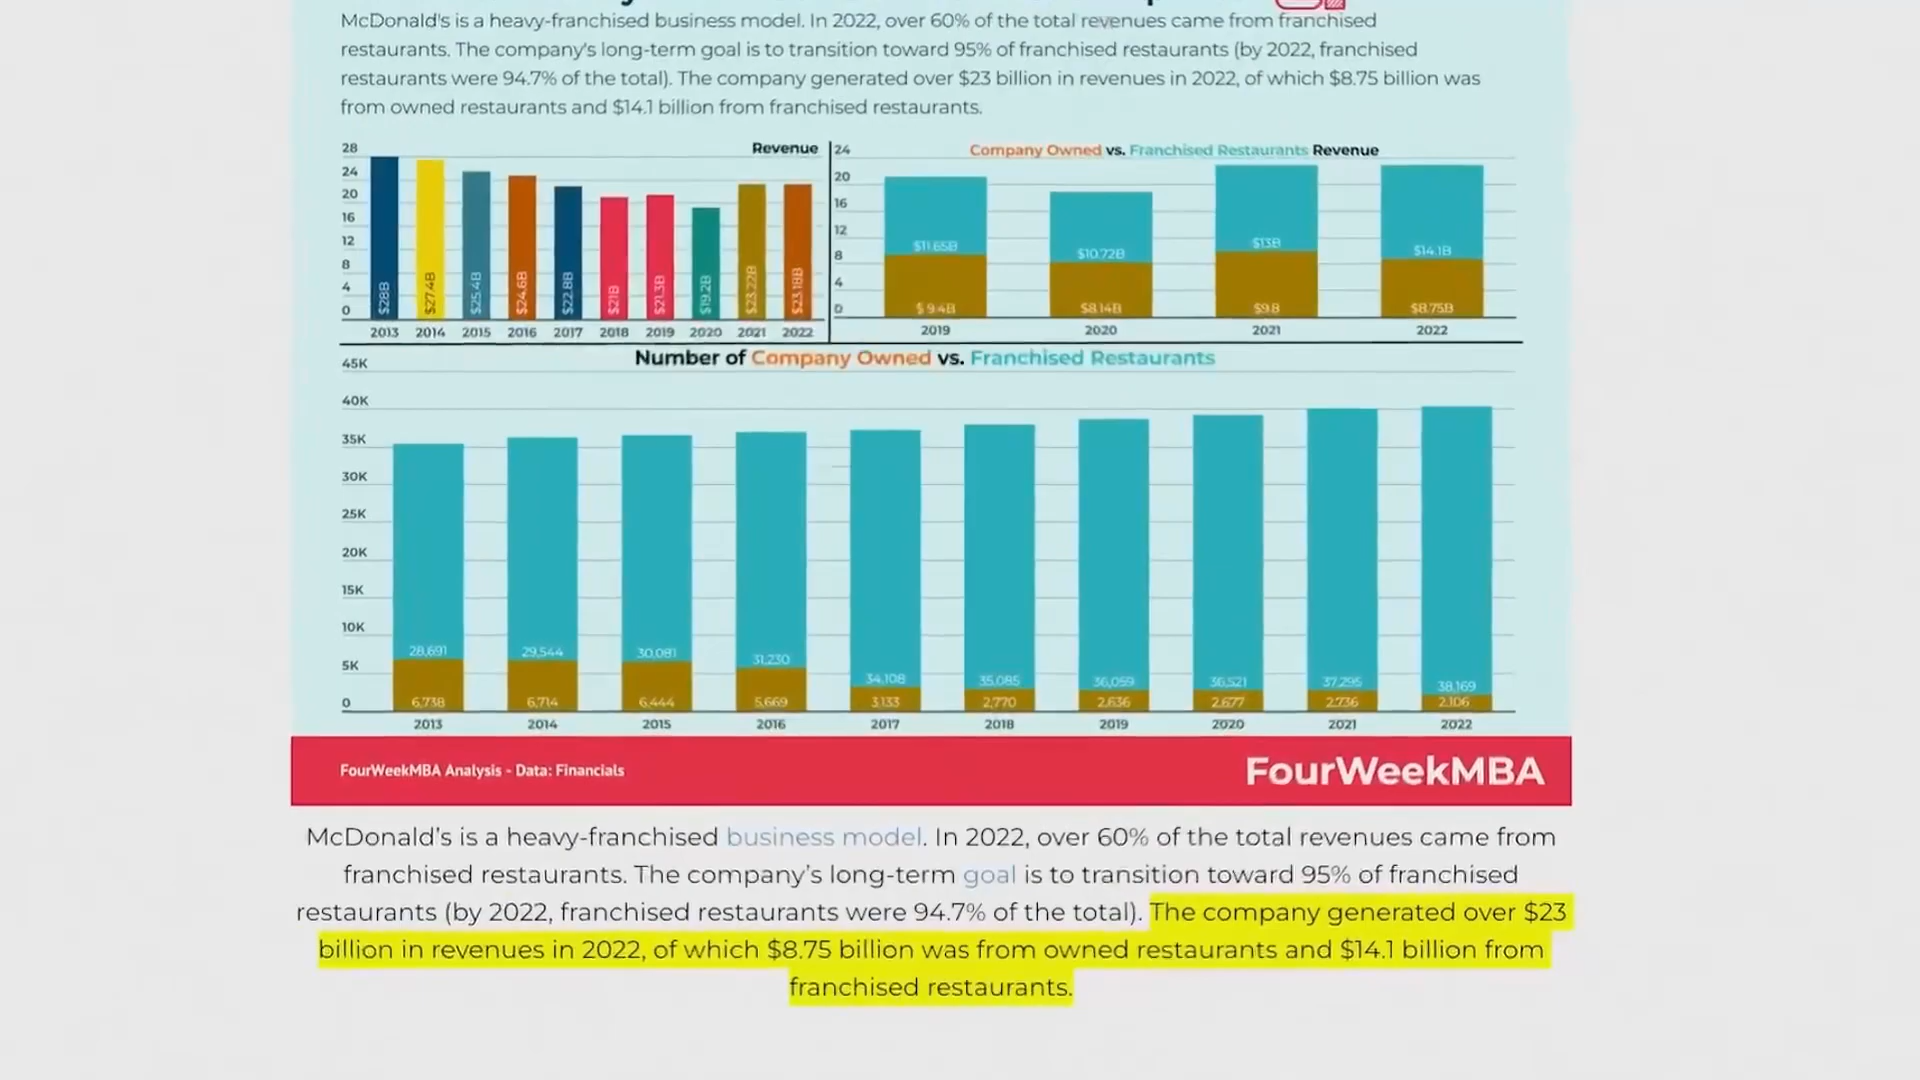 McDonald's is a heavy-franchised business model. In 2022, over 60% of the total revenues came from franchised
restaurants. The company's long-term goal is to transition toward 95% of franchised restaurants (by 2022, franchised
restaurants were 94.7% of the total). The company generated over $23 billion in revenues in 2022, of which $8.75 billion was
from owned restaurants and $14.1 billion from franchised restaurants.
Revenue
28
24
20
16
12
8
4
0
$28B
$27.4B
$25.4B
$24.6B
$22.8B
$21B
$21.3B
$19.2B
$23.22B
$23.18B
2013 2014 2015 2016 2017 2018 2019 2020 2021 2022
Company Owned vs. Franchised Restaurants Revenue
24
20
16
12
8
4
0
$11.65B $10.72B $13B $14.1B
$9.4B $8.14B $9.8 $8.75B
2019 2020 2021 2022
Number of Company Owned vs. Franchised Restaurants
45K
40K
35K
30K
25K
20K
15K
10K
5K
0
28,691 29,544 30,081 31,230 34,108 35,085 36,059 36,521 37,295 38,169
6,738 6,714 6,444 5,669 3,133 2,770 2,636 2,677 2,736 2,106
2013 2014 2015 2016 2017 2018 2019 2020 2021 2022
FourWeekMBA Analysis - Data: Financials
FourWeekMBA
McDonald’s is a heavy-franchised business model. In 2022, over 60% of the total revenues came from
franchised restaurants. The company’s long-term goal is to transition toward 95% of franchised
restaurants (by 2022, franchised restaurants were 94.7% of the total). The company generated over $23
billion in revenues in 2022, of which $8.75 billion was from owned restaurants and $14.1 billion from
franchised restaurants.